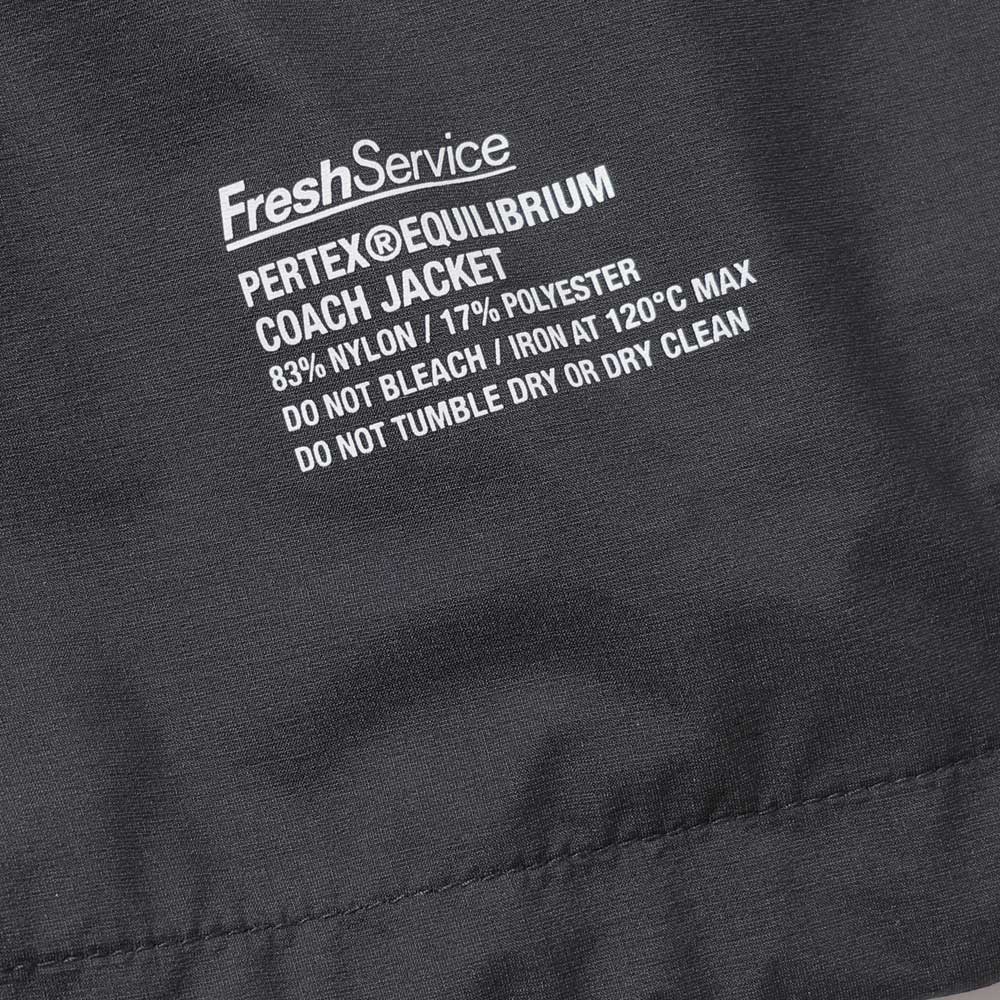 FreshService
PERTEX®EQUILIBRIUM
COACH JACKET
83% NYLON / 17% POLYESTER
DO NOT BLEACH / IRON AT 120°C MAX
DO NOT TUMBLE DRY OR DRY CLEAN